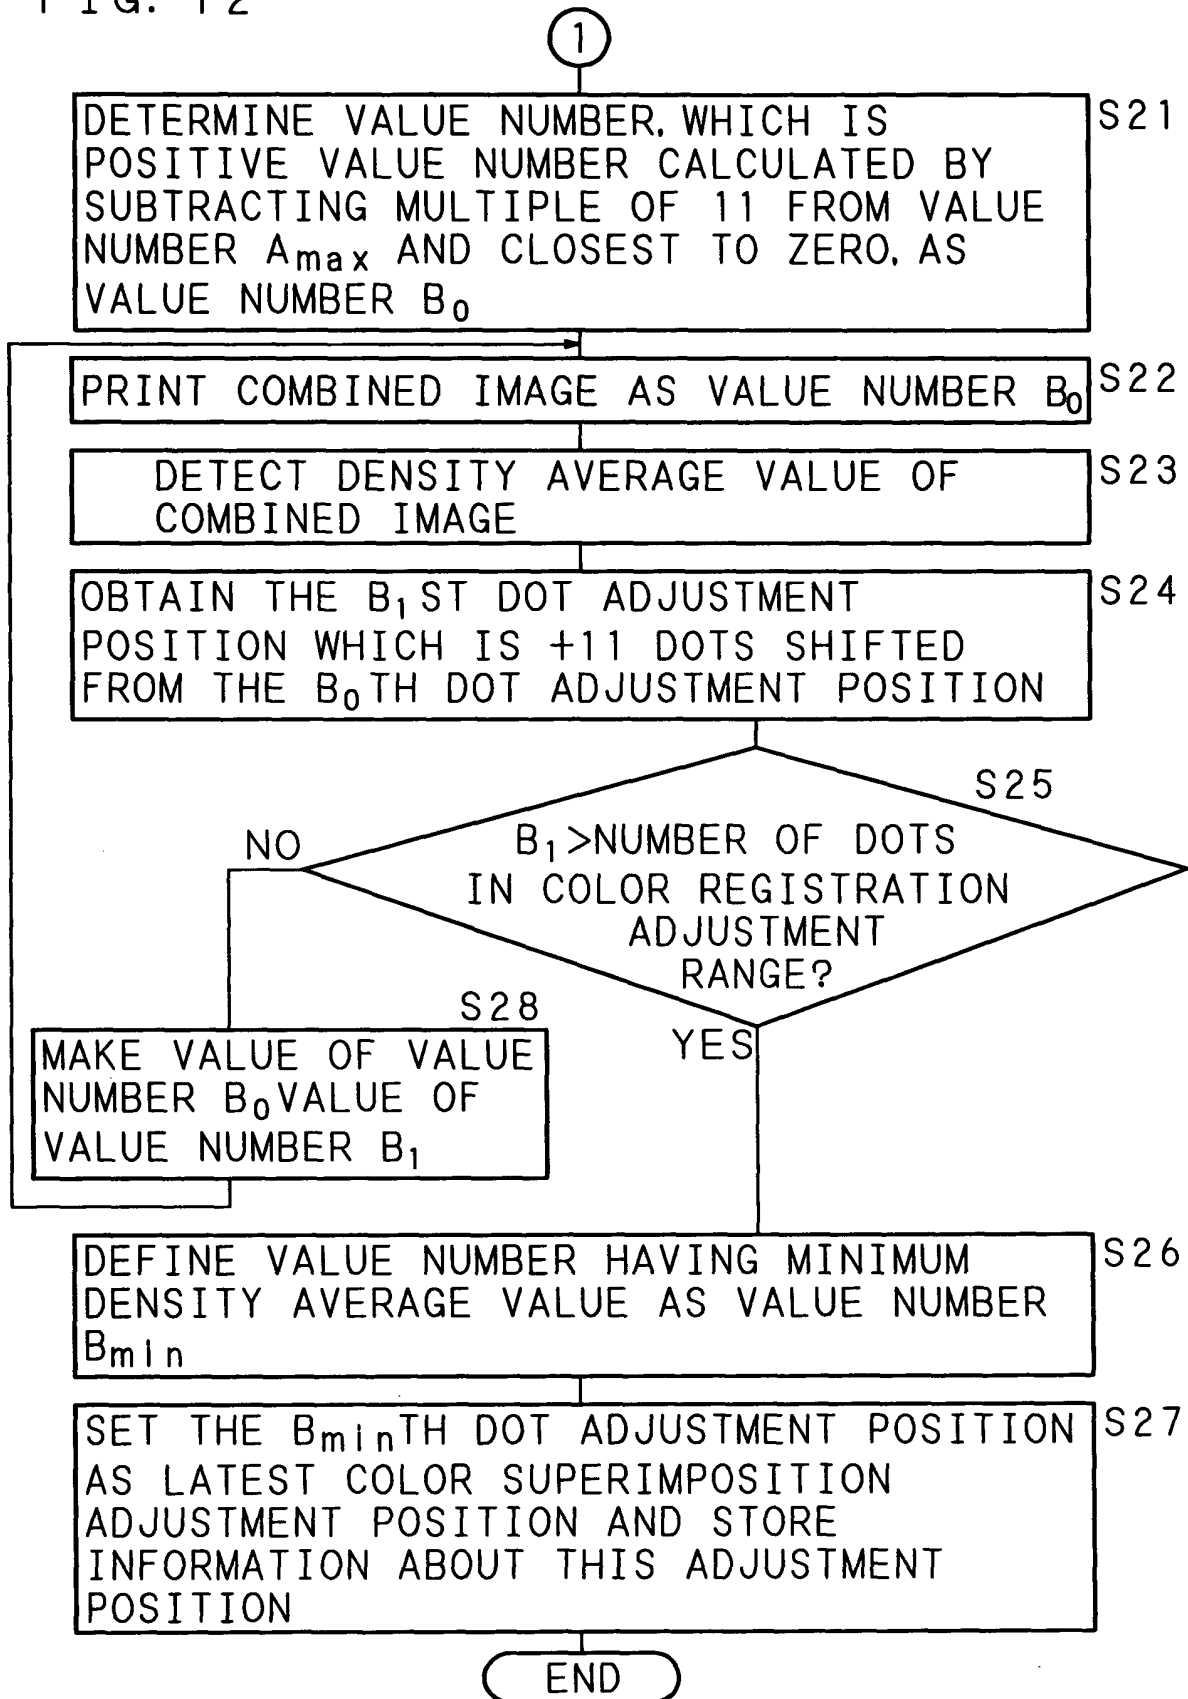 FIG. 12
1
DETERMINE VALUE NUMBER, WHICH IS
POSITIVE VALUE NUMBER CALCULATED BY
SUBTRACTING MULTIPLE OF 11 FROM VALUE
NUMBER Amax AND CLOSEST TO ZERO, AS
VALUE NUMBER B0
S21
PRINT COMBINED IMAGE AS VALUE NUMBER B0
S22
DETECT DENSITY AVERAGE VALUE OF
COMBINED IMAGE
S23
OBTAIN THE B1ST DOT ADJUSTMENT
POSITION WHICH IS +11 DOTS SHIFTED
FROM THE B0TH DOT ADJUSTMENT POSITION
S24
S25
B1>NUMBER OF DOTS
IN COLOR REGISTRATION
ADJUSTMENT
RANGE?
NO
YES
S28
MAKE VALUE OF VALUE
NUMBER B0VALUE OF
VALUE NUMBER B1
DEFINE VALUE NUMBER HAVING MINIMUM
DENSITY AVERAGE VALUE AS VALUE NUMBER
Bmin
S26
SET THE BminTH DOT ADJUSTMENT POSITION
AS LATEST COLOR SUPERIMPOSITION
ADJUSTMENT POSITION AND STORE
INFORMATION ABOUT THIS ADJUSTMENT
POSITION
S27
END